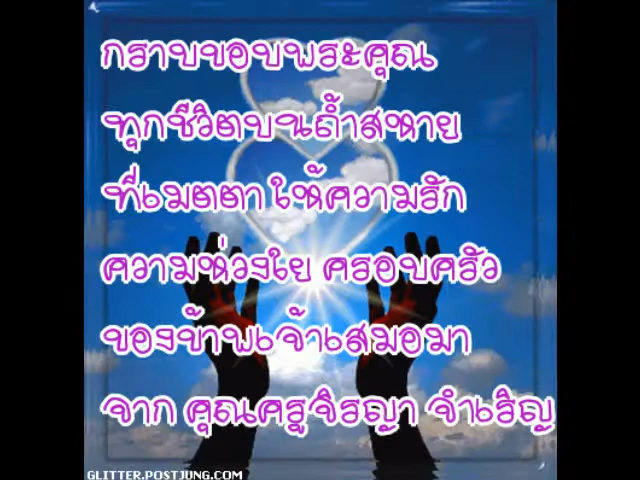 กราบขอบพระคุณ
ทุกชีวิตบนถ้ำสหาย
ที่เมตตา ให้ความรัก
ความห่วงใย ครอบครัว
ของข้าพเจ้าเสมอมา
จาก คุณครูจิรญา จำเริญ
GLITTER.POSTJUNG.COM